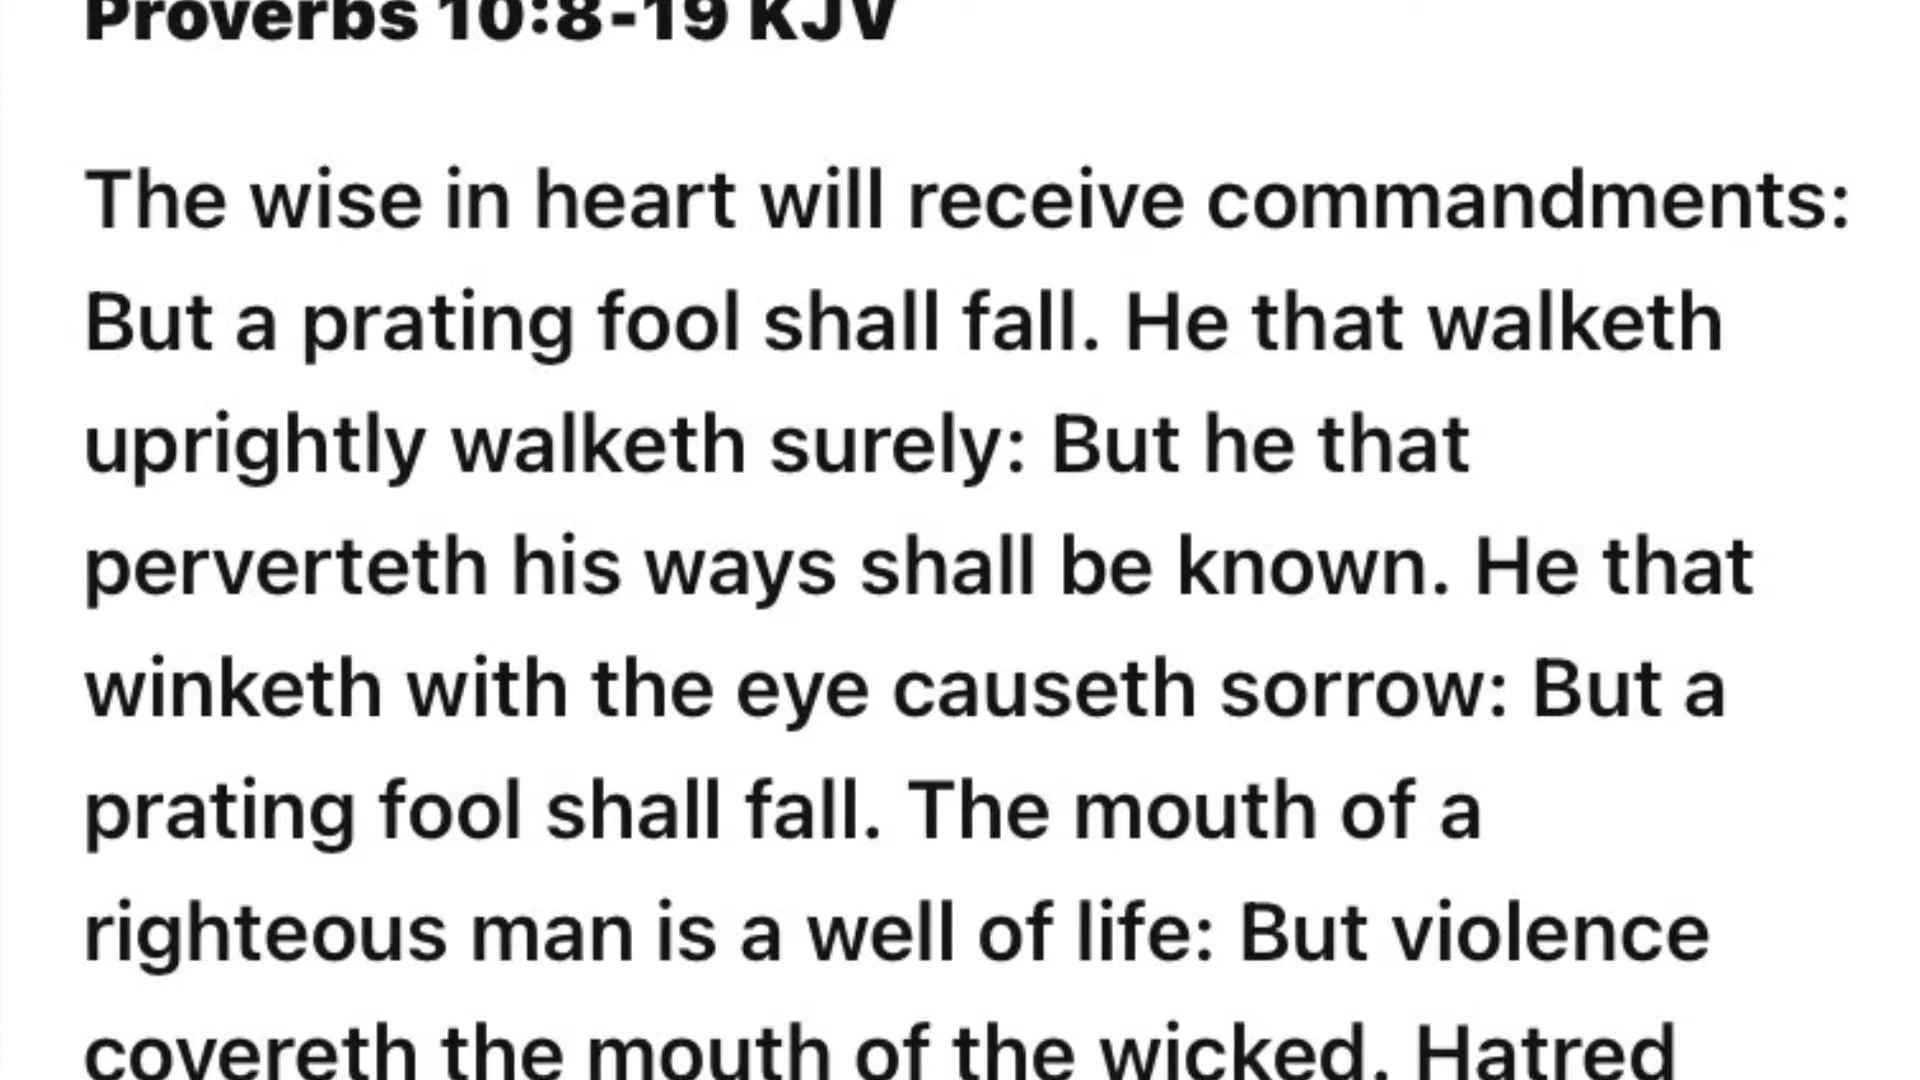 Proverbs 10:8-19 KJV
The wise in heart will receive commandments:
But a prating fool shall fall. He that walketh
uprightly walketh surely: But he that
perverteth his ways shall be known. He that
winketh with the eye causeth sorrow: But a
prating fool shall fall. The mouth of a
righteous man is a well of life: But violence
covereth the mouth of the wicked. Hatred